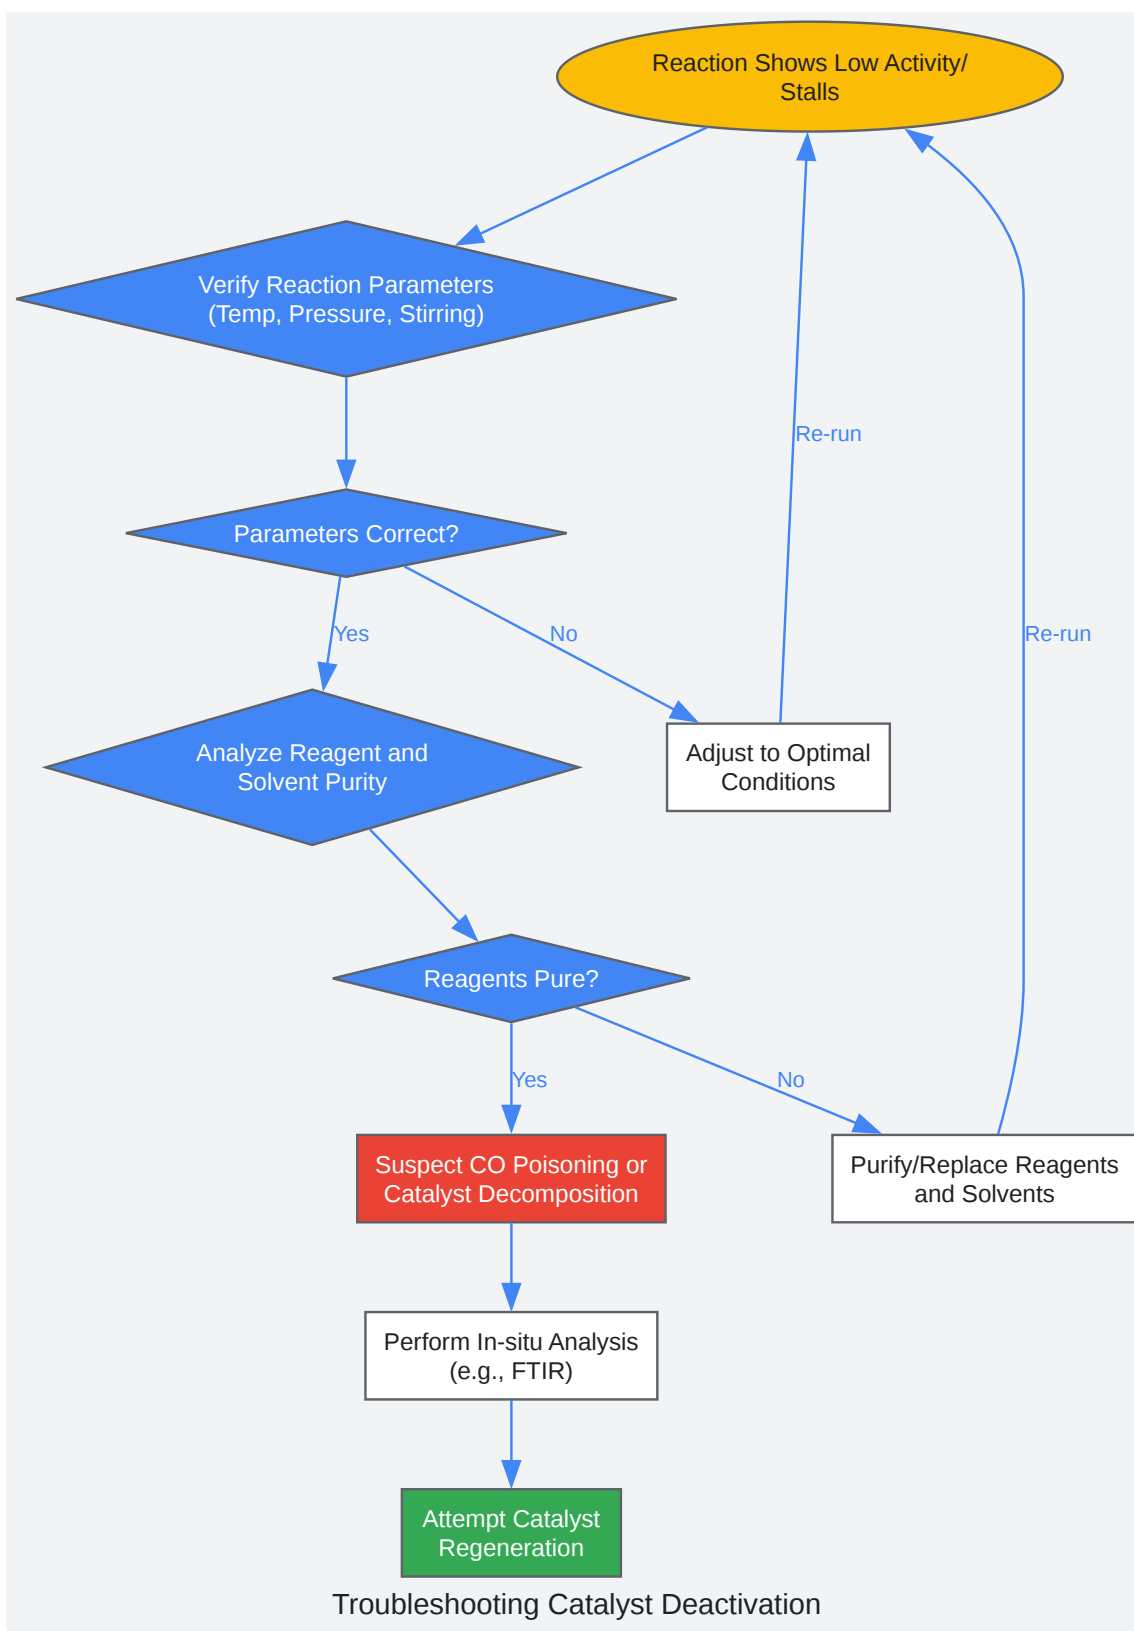 Reaction Shows Low Activity/
Stalls
Verify Reaction Parameters
(Temp, Pressure, Stirring)
Re-run
Parameters Correct?
Yes
No
Re-run
Analyze Reagent and
Solvent Purity
Adjust to Optimal
Conditions
Reagents Pure?
Yes
No
Suspect CO Poisoning or
Catalyst Decomposition
Purify/Replace Reagents
and Solvents
Perform In-situ Analysis
(e.g., FTIR)
Attempt Catalyst
Regeneration
Troubleshooting Catalyst Deactivation